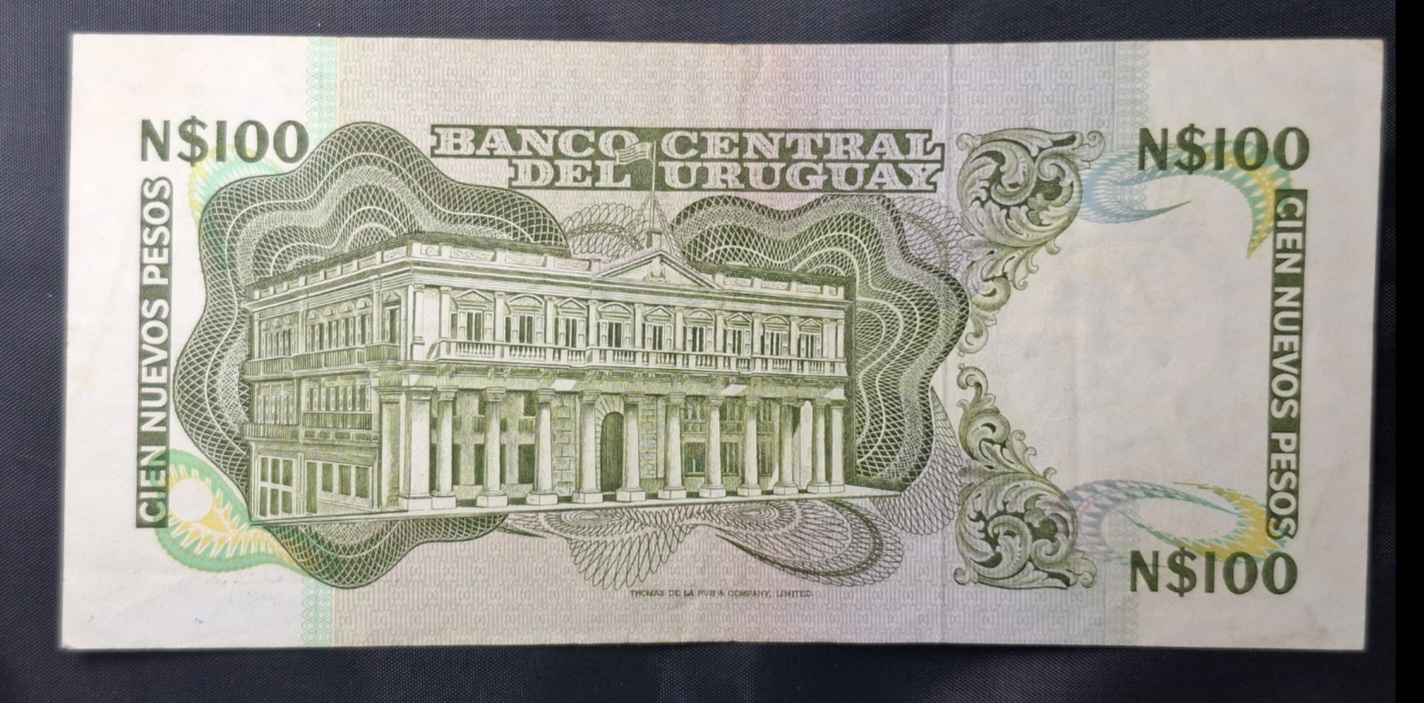 N$100
BANCO CENTRAL
DEL URUGUAY
N$100
CIEN NUEVOS PESOS
CIEN NUEVOS PESOS
N$100
THOMAS DE LA RUE & COMPANY, LIMITED.